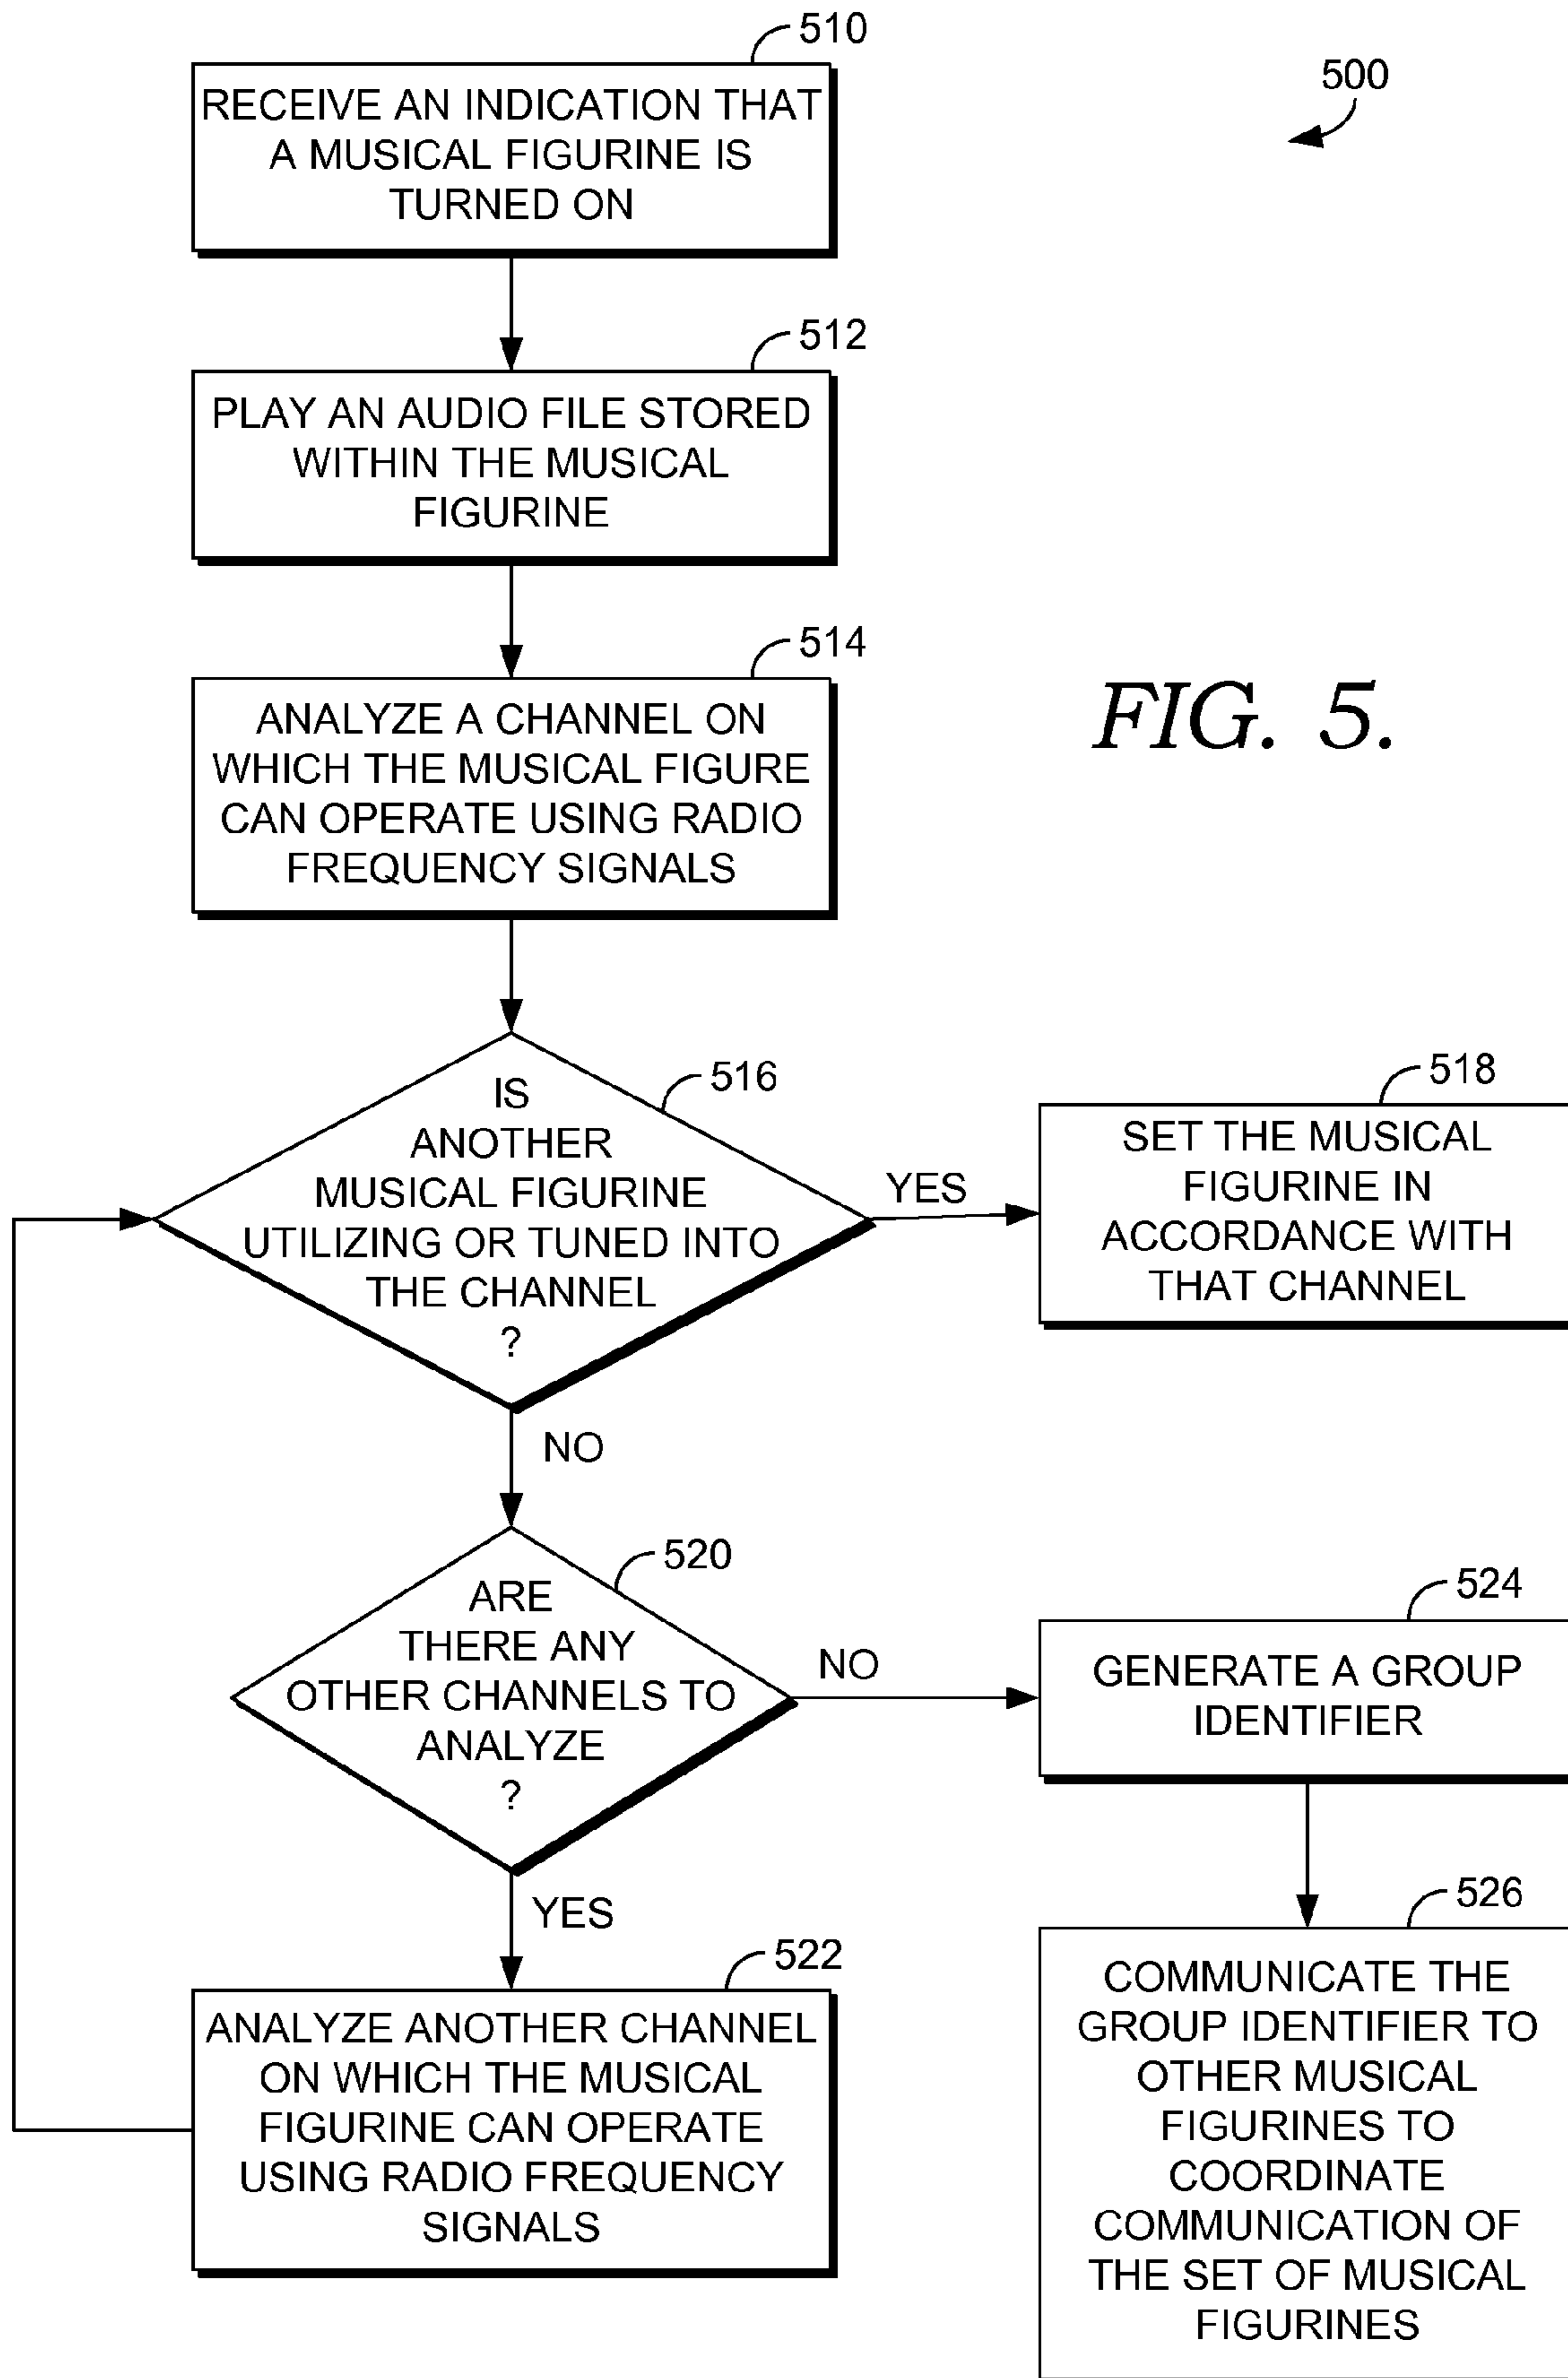 510
500
RECEIVE AN INDICATION THAT
A MUSICAL FIGURINE IS
TURNED ON
512
PLAY AN AUDIO FILE STORED
WITHIN THE MUSICAL
FIGURINE
514
ANALYZE A CHANNEL ON
WHICH THE MUSICAL FIGURE
CAN OPERATE USING RADIO
FREQUENCY SIGNALS
FIG. 5.
516
IS
ANOTHER
MUSICAL FIGURINE
UTILIZING OR TUNED INTO
THE CHANNEL
?
YES
518
SET THE MUSICAL
FIGURINE IN
ACCORDANCE WITH
THAT CHANNEL
NO
520
ARE
THERE ANY
OTHER CHANNELS TO
ANALYZE
?
NO
524
GENERATE A GROUP
IDENTIFIER
YES
522
ANALYZE ANOTHER CHANNEL
ON WHICH THE MUSICAL
FIGURINE CAN OPERATE
USING RADIO FREQUENCY
SIGNALS
526
COMMUNICATE THE
GROUP IDENTIFIER TO
OTHER MUSICAL
FIGURINES TO
COORDINATE
COMMUNICATION OF
THE SET OF MUSICAL
FIGURINES